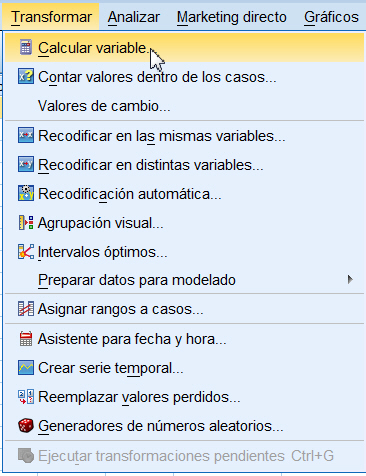 Transformar Analizar Marketing directo Gráficos
Calcular variable...
Contar valores dentro de los casos...
Valores de cambio...
Recodificar en las mismas variables...
Recodificar en distintas variables...
Recodificación automática...
Agrupación visual...
Intervalos óptimos...
Preparar datos para modelado
Asignar rangos a casos...
Asistente para fecha y hora...
Crear serie temporal...
Reemplazar valores perdidos...
Generadores de números aleatorios...
Ejecutar transformaciones pendientes Ctrl+G